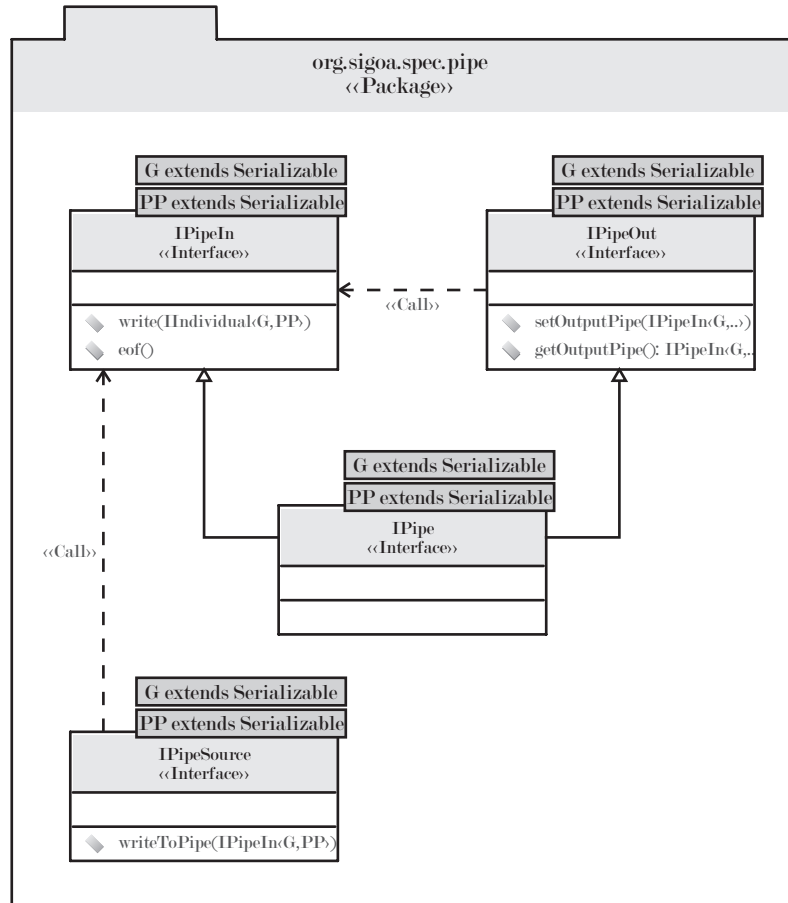 org.sigoa.spec.pipe
‹‹Package››
G extends Serializable
PP extends Serializable
IPipeIn
‹‹Interface››
write(IIndividual‹G,PP›)
eof()
G extends Serializable
PP extends Serializable
IPipeOut
‹‹Interface››
setOutputPipe(IPipeIn‹G,..›)
getOutputPipe(): IPipeIn‹G,..
‹‹Call››
G extends Serializable
PP extends Serializable
IPipe
‹‹Interface››
‹‹Call››
G extends Serializable
PP extends Serializable
IPipeSource
‹‹Interface››
writeToPipe(IPipeIn‹G,PP›)